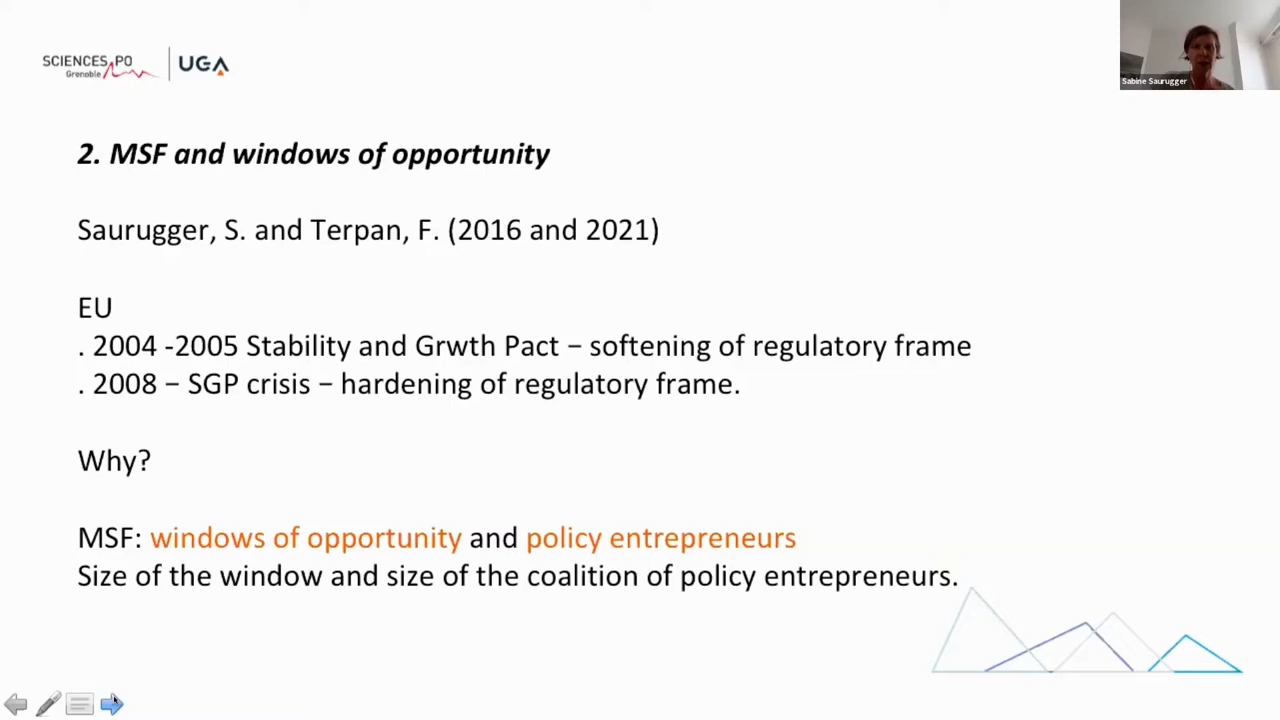 SCIENCES PO
Grenoble
UGA
Sabine Saurugger
2. MSF and windows of opportunity
Saurugger, S. and Terpan, F. (2016 and 2021)
EU
. 2004 -2005 Stability and Grwth Pact – softening of regulatory frame
. 2008 – SGP crisis – hardening of regulatory frame.
Why?
MSF: windows of opportunity and policy entrepreneurs
Size of the window and size of the coalition of policy entrepreneurs.